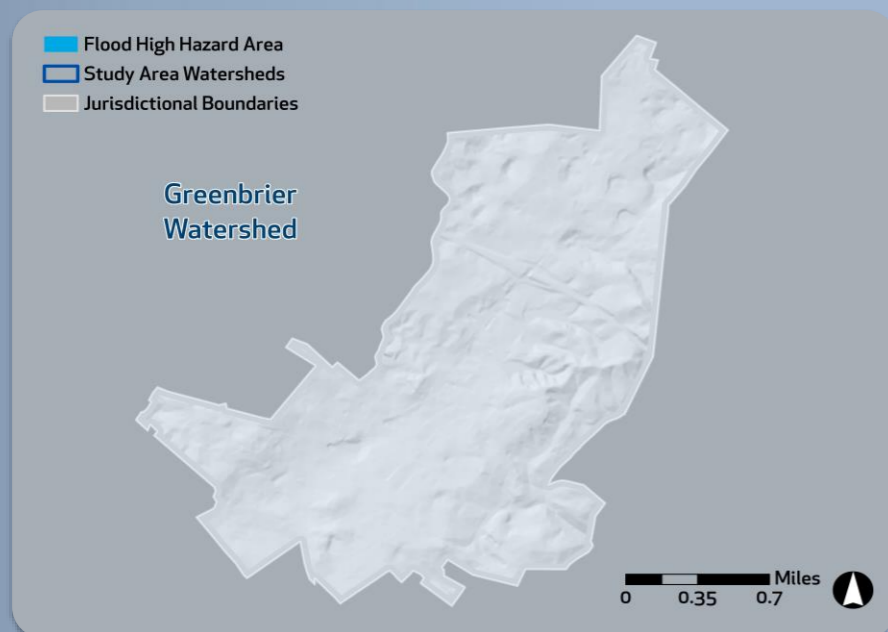 Flood High Hazard Area
Study Area Watersheds
Jurisdictional Boundaries
Greenbrier
Watershed
Miles
0 0.35 0.7